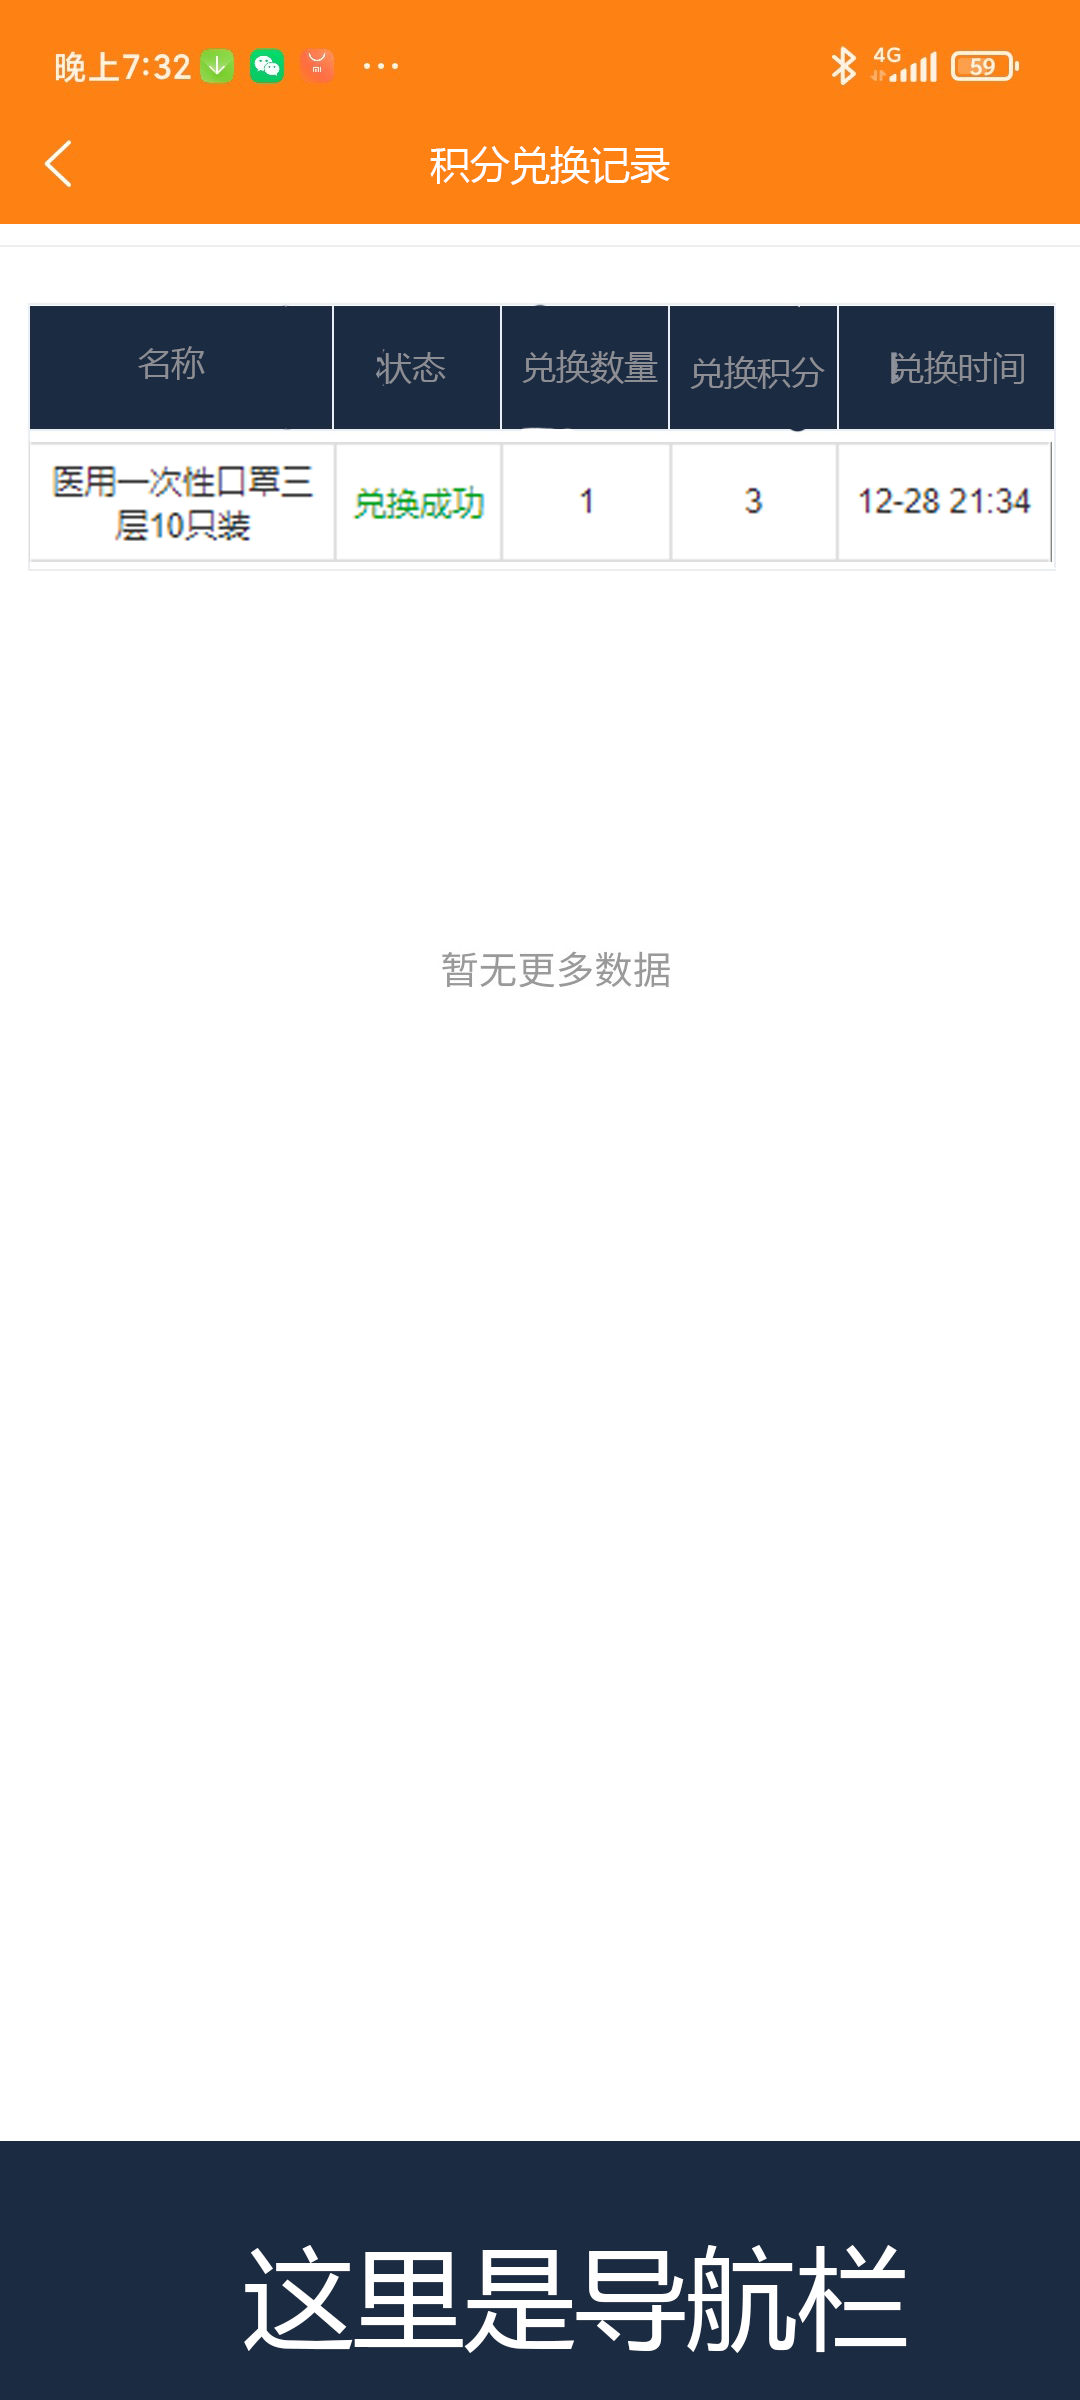 晚上7:32
4G
59
积分兑换记录
名称 状态 兑换数量 兑换积分 兑换时间
医用一次性口罩三
层10只装
兑换成功 1 3 12-28 21:34
暂无更多数据
这里是导航栏